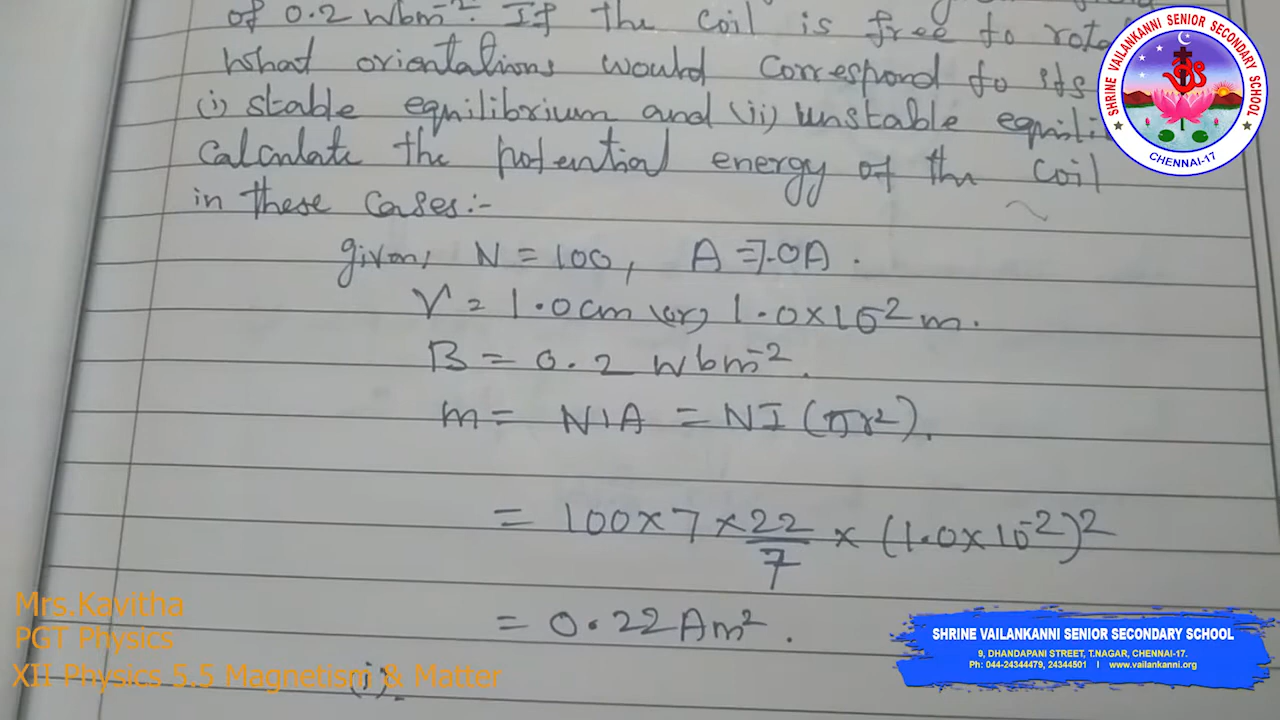 of 0.2 Wbm⁻². If the coil is free to
What orientations would correspond to its
(i) stable equilibrium and (ii) unstable
Calculate the potential energy of the coil
in these cases:-
given, N = 100, A = 7.0A.
r = 1.0cm (or) 1.0×10⁻² m.
B = 0.2 Wbm⁻².
m = NIA = NI (πr²).
= 100 × 7 × 22/7 × (1.0×10⁻²)²
= 0.22 Am².
(i).
SHRINE VAILANKANNI SENIOR SECONDARY SCHOOL
CHENNAI-17
Mrs.Kavitha
PGT Physics
XII Physics 5.5 Magnetism & Matter
SHRINE VAILANKANNI SENIOR SECONDARY SCHOOL
9, DHANDAPANI STREET, T.NAGAR, CHENNAI-17.
Ph: 044-24344479, 24344501 I www.vailankanni.org